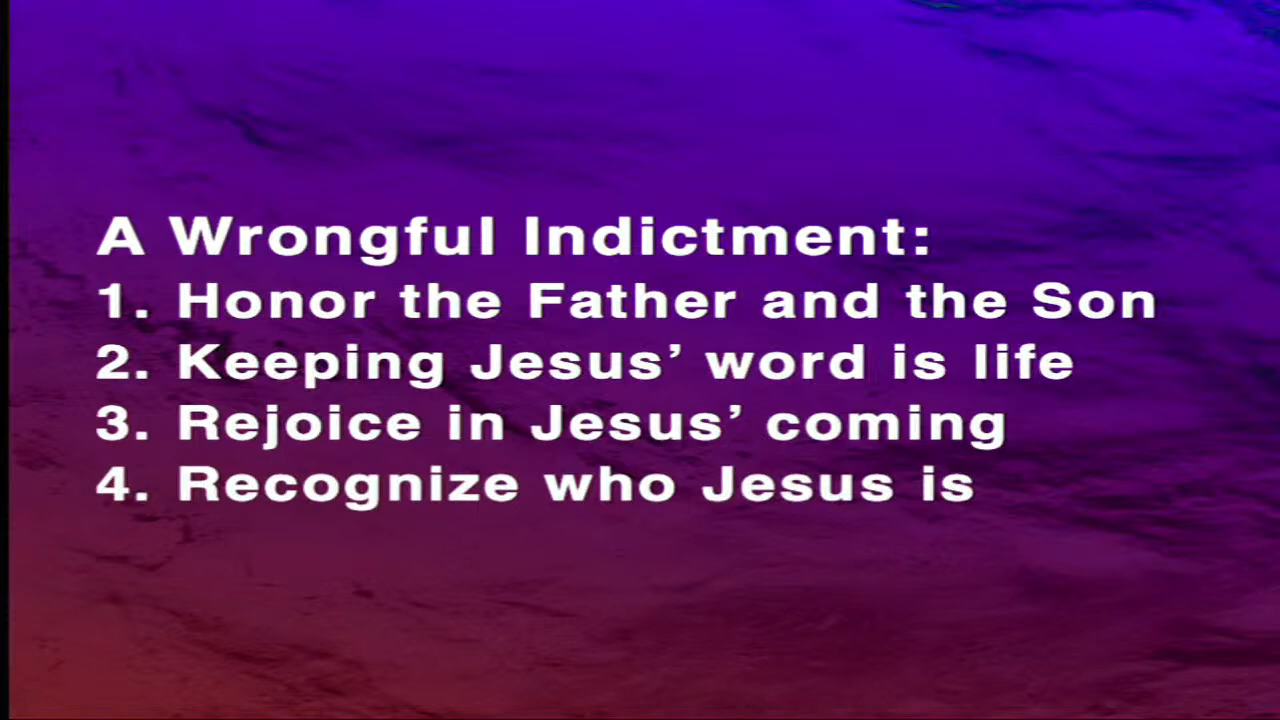 A Wrongful Indictment:
1. Honor the Father and the Son
2. Keeping Jesus’ word is life
3. Rejoice in Jesus’ coming
4. Recognize who Jesus is